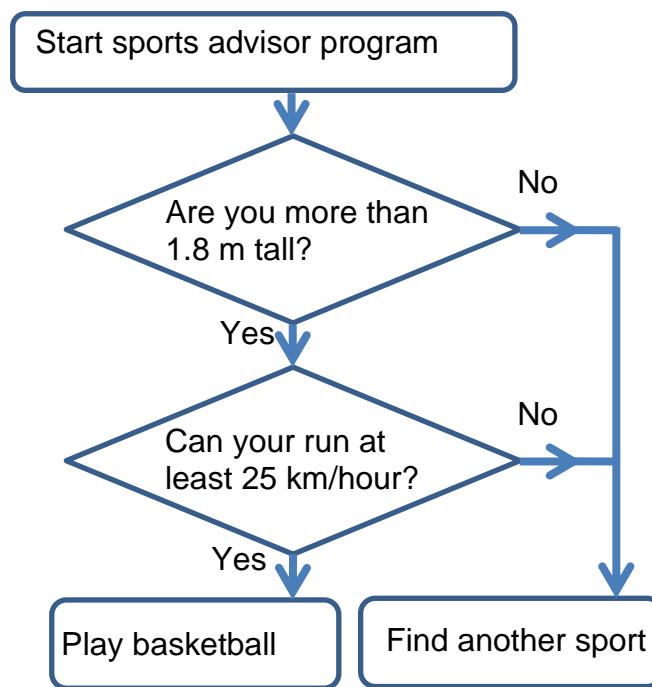 Start sports advisor program
No
Are you more than
1.8 m tall?
Yes
No
Can your run at
least 25 km/hour?
Yes
Play basketball
Find another sport